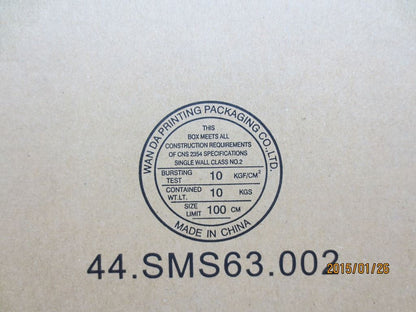 WAN DA PRINTING PACKAGING CO.,LTD.
THIS
BOX MEETS ALL
CONSTRUCTION REQUIREMENTS
OF CNS 2354 SPECIFICATIONS
SINGLE WALL CLASS NO.2
BURSTING TEST 10 KGF/CM²
CONTAINED WT.LT. 10 KGS
SIZE LIMIT 100 CM
MADE IN CHINA
44.SMS63.002
2015/01/26